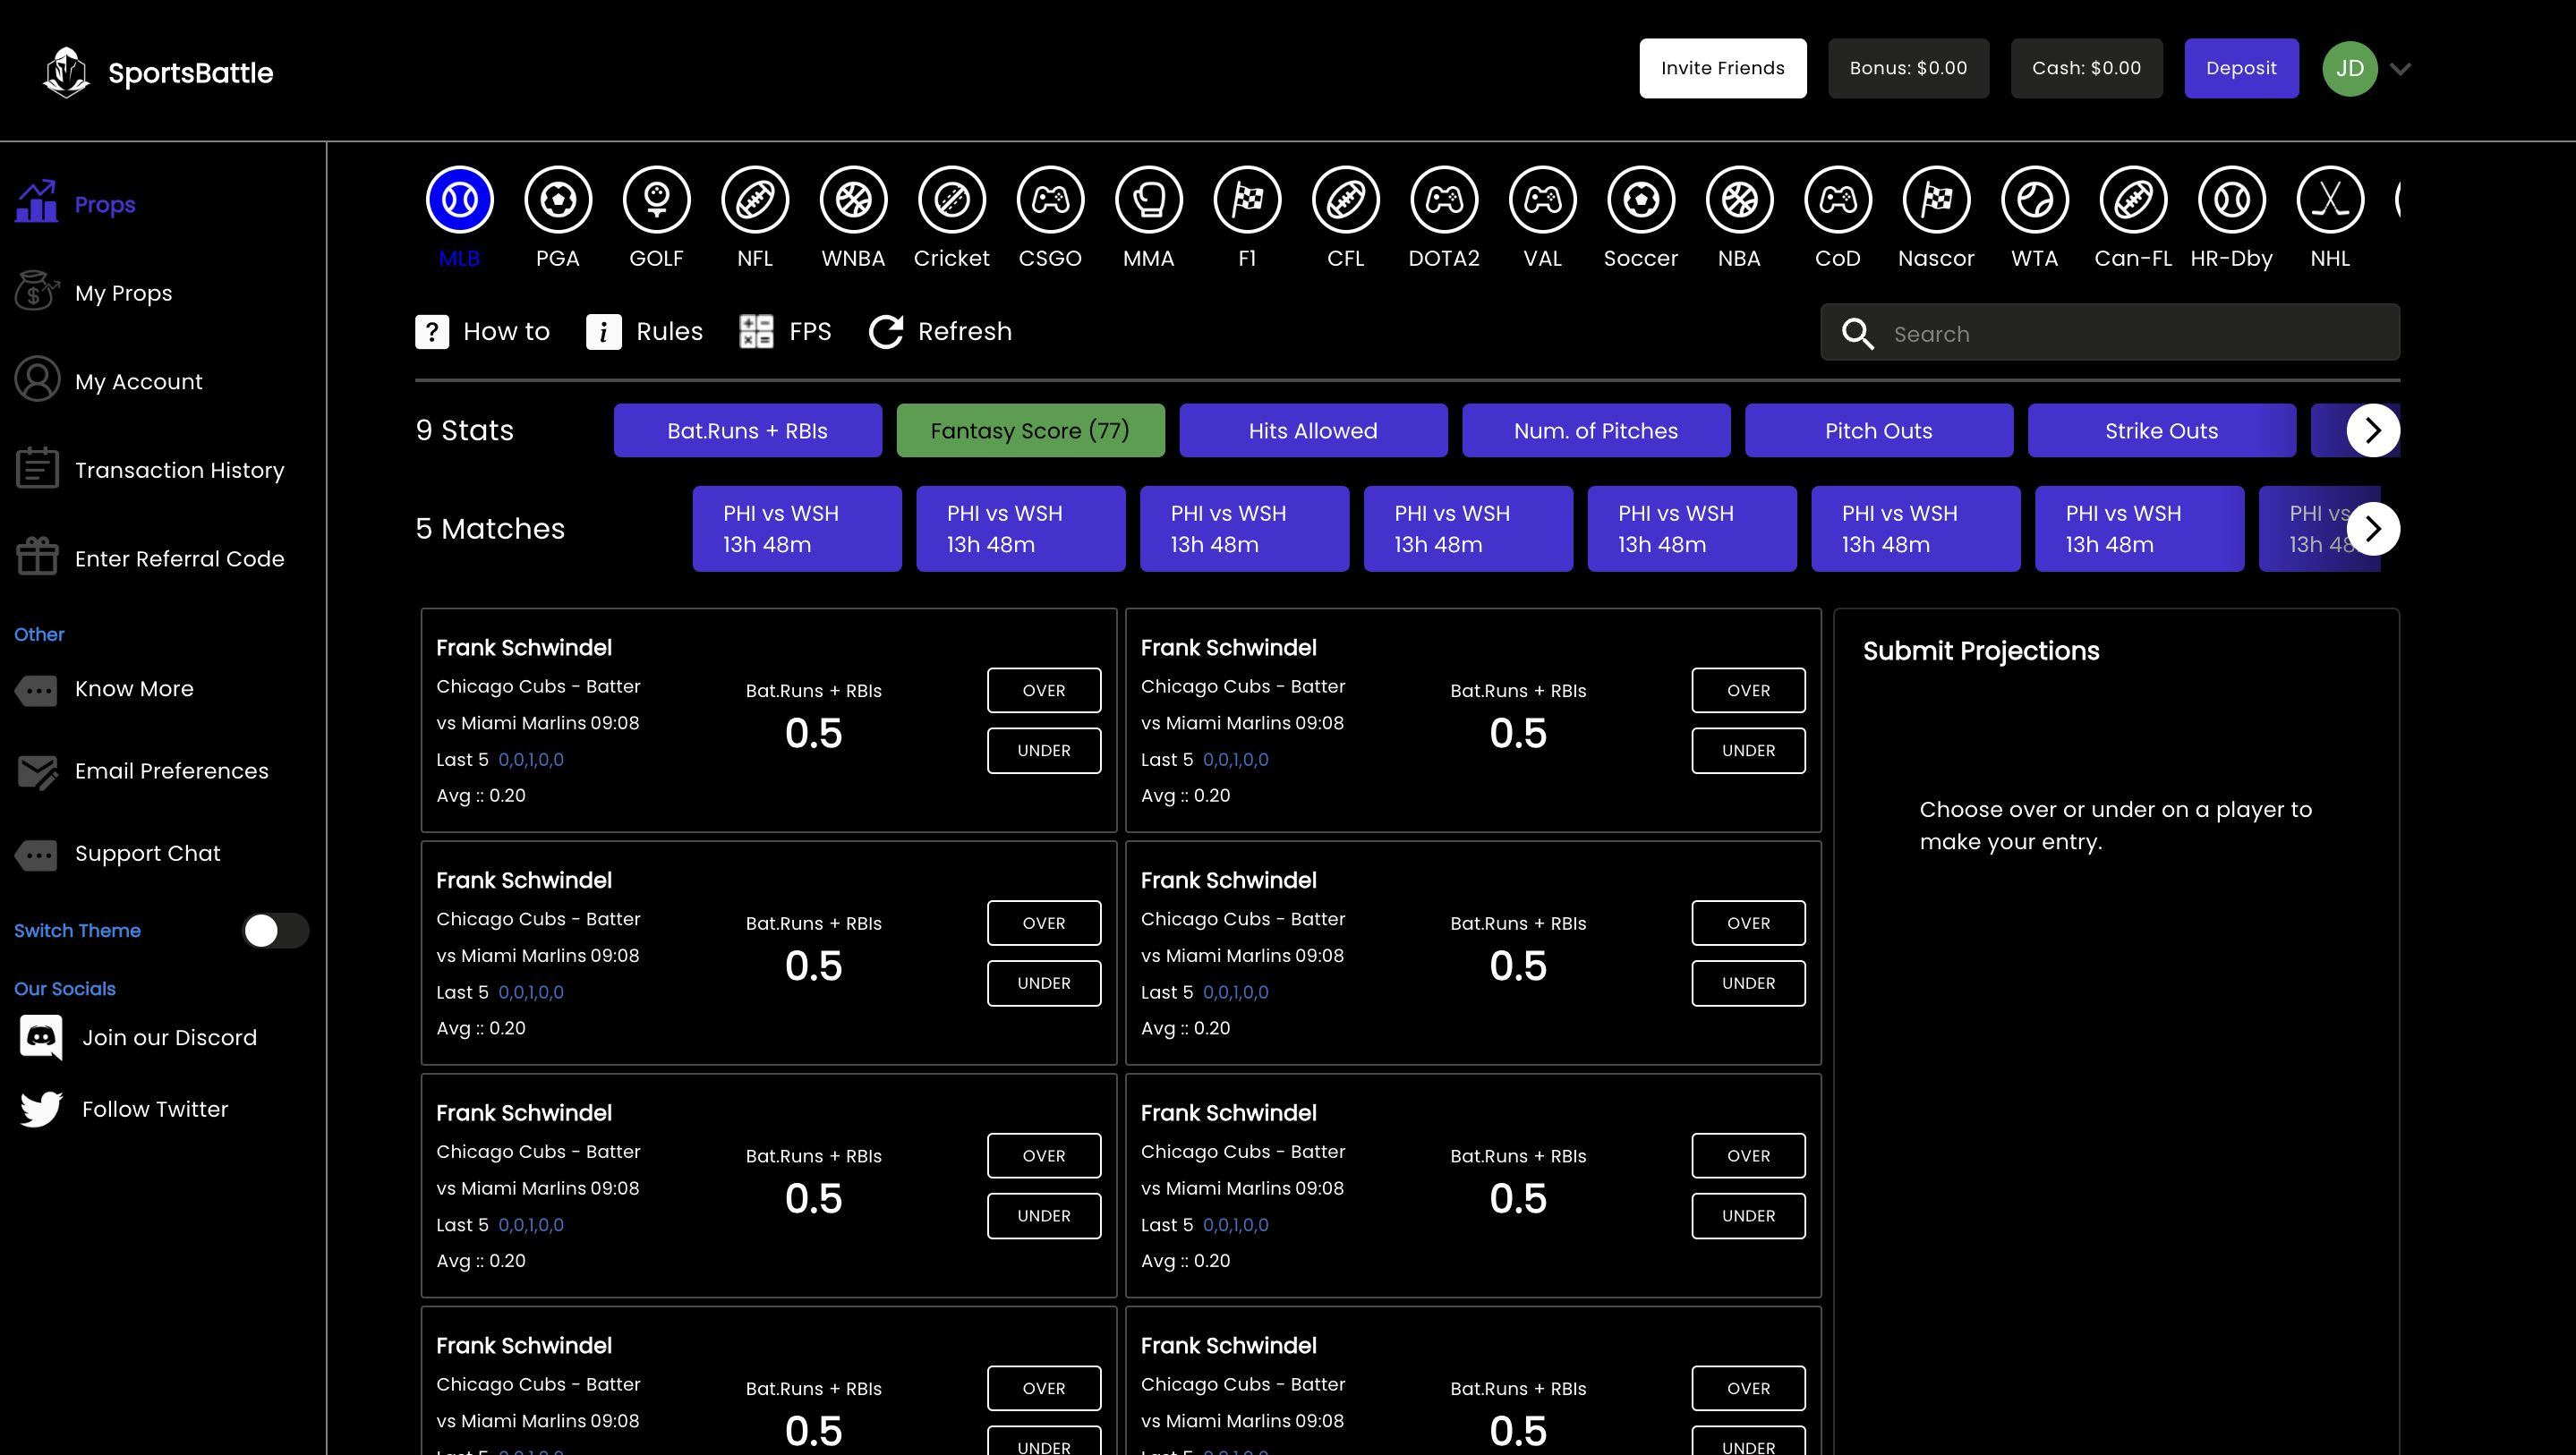 SportsBattle
Invite Friends
Bonus: $0.00
Cash: $0.00
Deposit
JD
Props
My Props
My Account
Transaction History
Enter Referral Code
Other
Know More
Email Preferences
Support Chat
Switch Theme
Our Socials
Join our Discord
Follow Twitter
MLB PGA GOLF NFL WNBA Cricket CSGO MMA F1 CFL DOTA2 VAL Soccer NBA CoD Nascor WTA Can-FL HR-Dby NHL
? How to i Rules FPS Refresh
Search
9 Stats
Bat.Runs + RBIs
Fantasy Score (77)
Hits Allowed
Num. of Pitches
Pitch Outs
Strike Outs
5 Matches
PHI vs WSH
13h 48m
PHI vs WSH
13h 48m
PHI vs WSH
13h 48m
PHI vs WSH
13h 48m
PHI vs WSH
13h 48m
PHI vs WSH
13h 48m
PHI vs WSH
13h 48m
PHI vs
13h 48
Frank Schwindel
Chicago Cubs - Batter
vs Miami Marlins 09:08
Last 5 0,0,1,0,0
Avg :: 0.20
Bat.Runs + RBIs
0.5
OVER
UNDER
Frank Schwindel
Chicago Cubs - Batter
vs Miami Marlins 09:08
Last 5 0,0,1,0,0
Avg :: 0.20
Bat.Runs + RBIs
0.5
OVER
UNDER
Frank Schwindel
Chicago Cubs - Batter
vs Miami Marlins 09:08
Last 5 0,0,1,0,0
Avg :: 0.20
Bat.Runs + RBIs
0.5
OVER
UNDER
Frank Schwindel
Chicago Cubs - Batter
vs Miami Marlins 09:08
Last 5 0,0,1,0,0
Avg :: 0.20
Bat.Runs + RBIs
0.5
OVER
UNDER
Frank Schwindel
Chicago Cubs - Batter
vs Miami Marlins 09:08
Last 5 0,0,1,0,0
Avg :: 0.20
Bat.Runs + RBIs
0.5
OVER
UNDER
Frank Schwindel
Chicago Cubs - Batter
vs Miami Marlins 09:08
Last 5 0,0,1,0,0
Avg :: 0.20
Bat.Runs + RBIs
0.5
OVER
UNDER
Frank Schwindel
Chicago Cubs - Batter
vs Miami Marlins 09:08
Bat.Runs + RBIs
0.5
OVER
UNDER
Frank Schwindel
Chicago Cubs - Batter
vs Miami Marlins 09:08
Bat.Runs + RBIs
0.5
OVER
UNDER
Submit Projections
Choose over or under on a player to
make your entry.